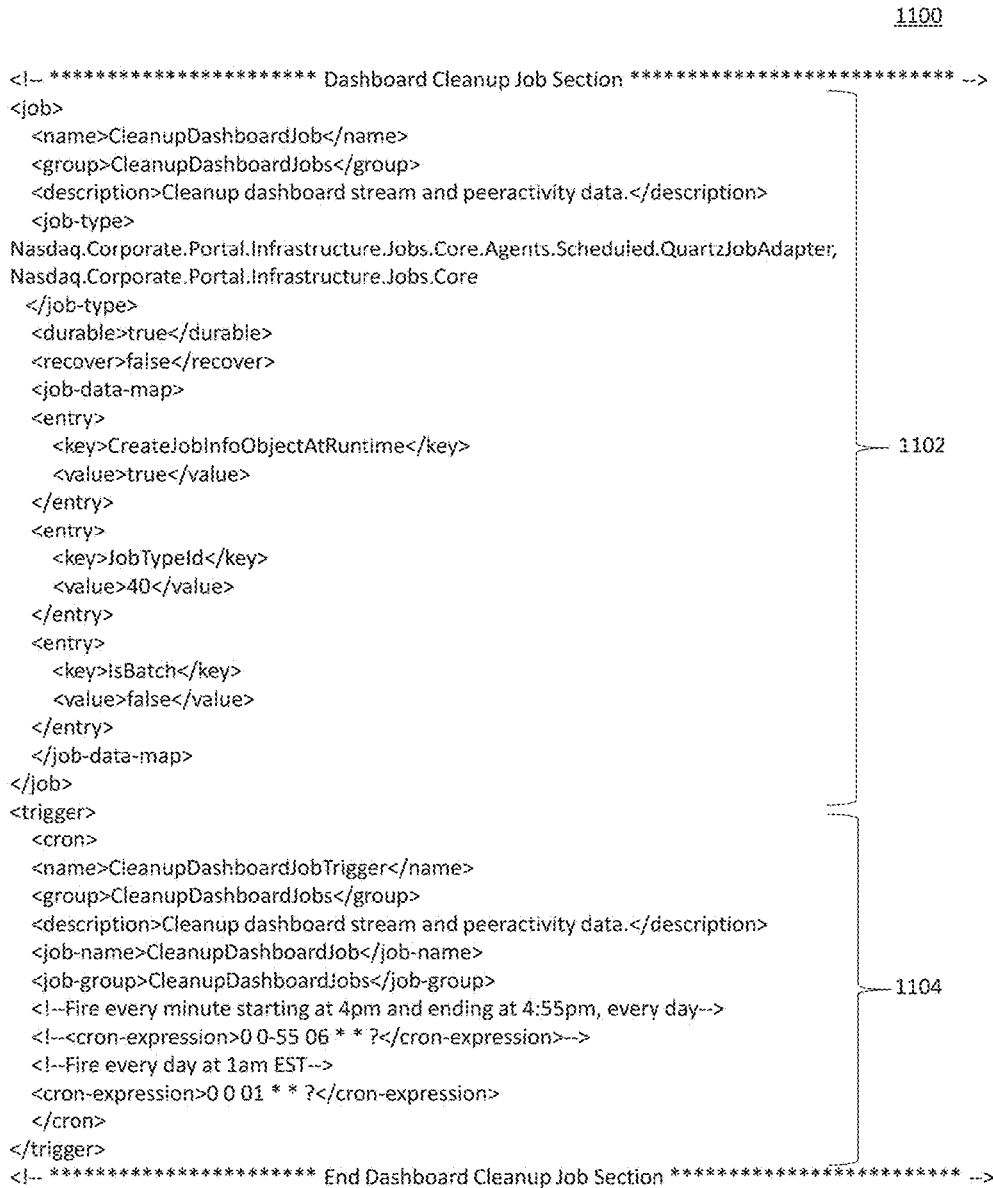 1100
<!-- *********************** Dashboard Cleanup Job Section **************************** -->
<job>
<name>CleanupDashboardJob</name>
<group>CleanupDashboardJobs</group>
<description>Cleanup dashboard stream and peeractivity data.</description>
<job-type>
Nasdaq.Corporate.Portal.Infrastructure.Jobs.Core.Agents.Scheduled.QuartzJobAdapter,
Nasdaq.Corporate.Portal.Infrastructure.Jobs.Core
</job-type>
<durable>true</durable>
<recover>false</recover>
<job-data-map>
<entry>
<key>CreateJobInfoObjectAtRuntime</key>
<value>true</value>
</entry>
<entry>
<key>JobTypeId</key>
<value>40</value>
</entry>
<entry>
<key>IsBatch</key>
<value>false</value>
</entry>
</job-data-map>
</job>
1102
<trigger>
<cron>
<name>CleanupDashboardJobTrigger</name>
<group>CleanupDashboardJobs</group>
<description>Cleanup dashboard stream and peeractivity data.</description>
<job-name>CleanupDashboardJob</job-name>
<job-group>CleanupDashboardJobs</job-group>
<!--Fire every minute starting at 4pm and ending at 4:55pm, every day-->
<!--<cron-expression>0 0-55 06 * * ?</cron-expression>-->
<!--Fire every day at 1am EST-->
<cron-expression>0 0 01 * * ?</cron-expression>
</cron>
</trigger>
1104
<!-- *********************** End Dashboard Cleanup Job Section ************************* -->